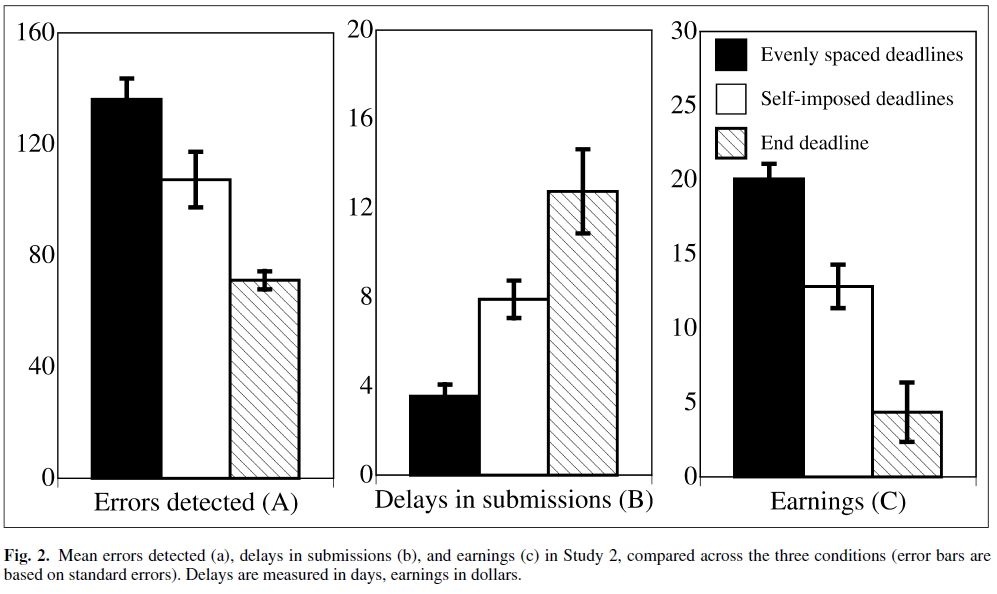 160
120
80
40
0
Errors detected (A)
20
16
12
8
4
0
Delays in submissions (B)
30
25
20
15
10
5
0
Evenly spaced deadlines
Self-imposed deadlines
End deadline
Earnings (C)
Fig. 2. Mean errors detected (a), delays in submissions (b), and earnings (c) in Study 2, compared across the three conditions (error bars are
based on standard errors). Delays are measured in days, earnings in dollars.